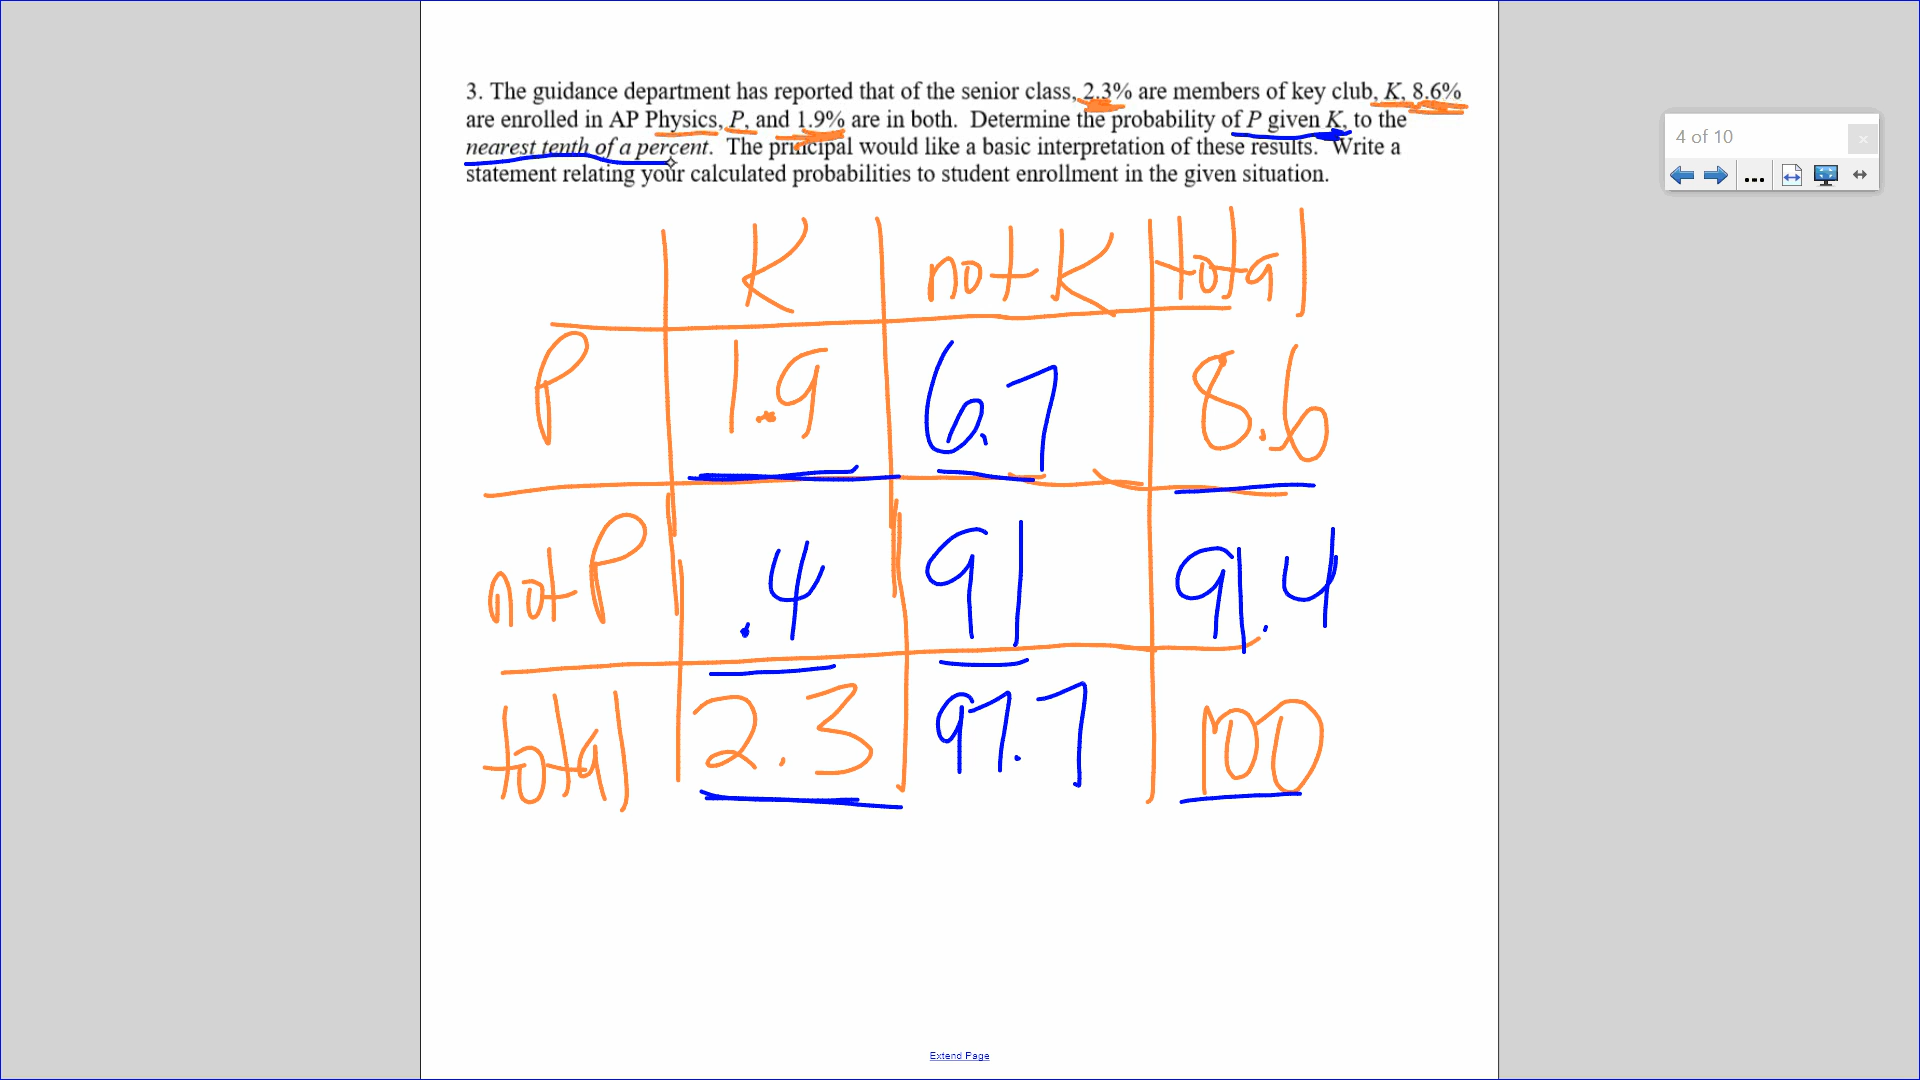 3. The guidance department has reported that of the senior class, 2.3% are members of key club, K, 8.6%
are enrolled in AP Physics, P, and 1.9% are in both. Determine the probability of P given K, to the
nearest tenth of a percent. The principal would like a basic interpretation of these results. Write a
statement relating your calculated probabilities to student enrollment in the given situation.
4 of 10
K not K total
P 1.9 6.7 8.6
not P .4 91 91.4
total 2.3 97.7 100
Extend Page